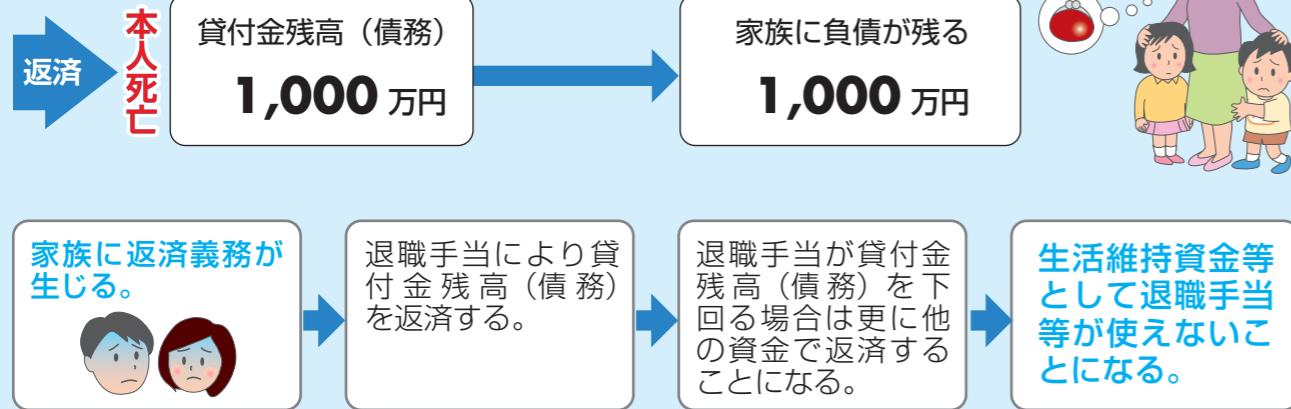 返済
本人死亡
貸付金残高（債務）
1,000 万円
家族に負債が残る
1,000 万円
家族に返済義務が
生じる。
退職手当により貸
付金残高（債務）
を返済する。
退職手当が貸付金
残高（債務）を下
回る場合は更に他
の資金で返済する
ことになる。
生活維持資金等
として退職手当
等が使えないこ
とになる。